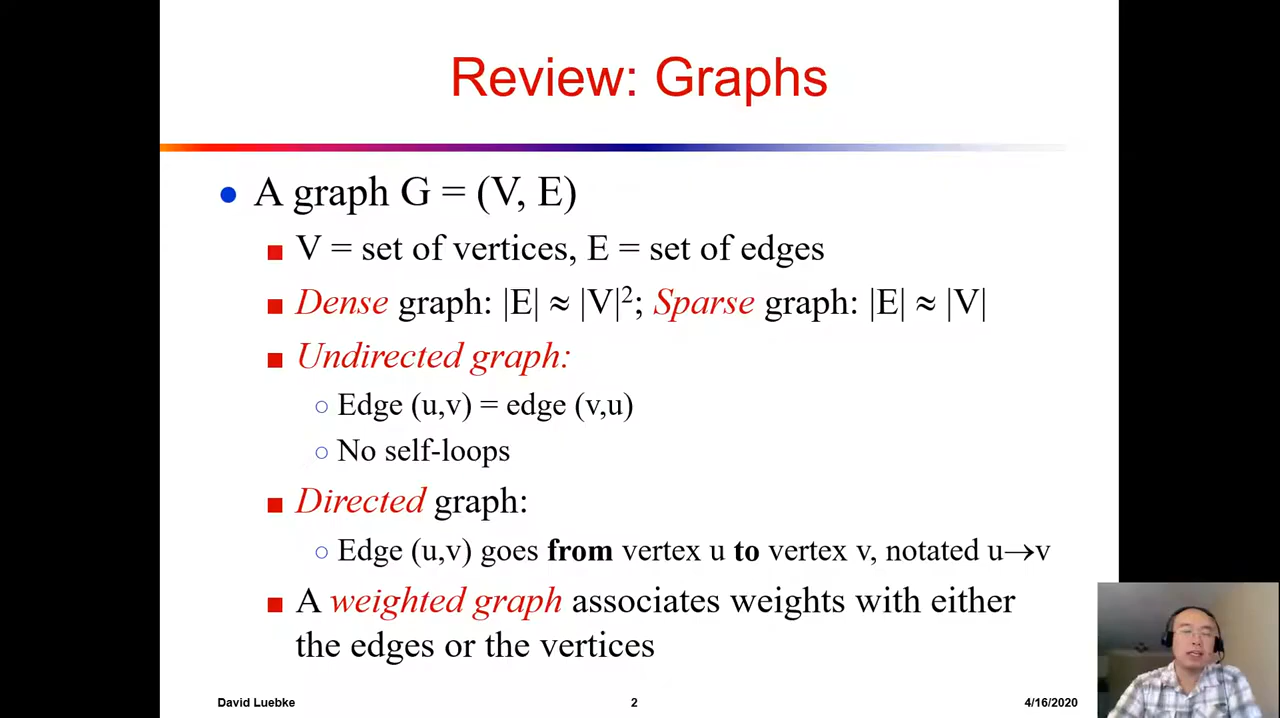 Review: Graphs
● A graph G = (V, E)
■ V = set of vertices, E = set of edges
■ Dense graph: |E| ≈ |V|²; Sparse graph: |E| ≈ |V|
■ Undirected graph:
○ Edge (u,v) = edge (v,u)
○ No self-loops
■ Directed graph:
○ Edge (u,v) goes from vertex u to vertex v, notated u→v
■ A weighted graph associates weights with either
the edges or the vertices
David Luebke 2 4/16/2020